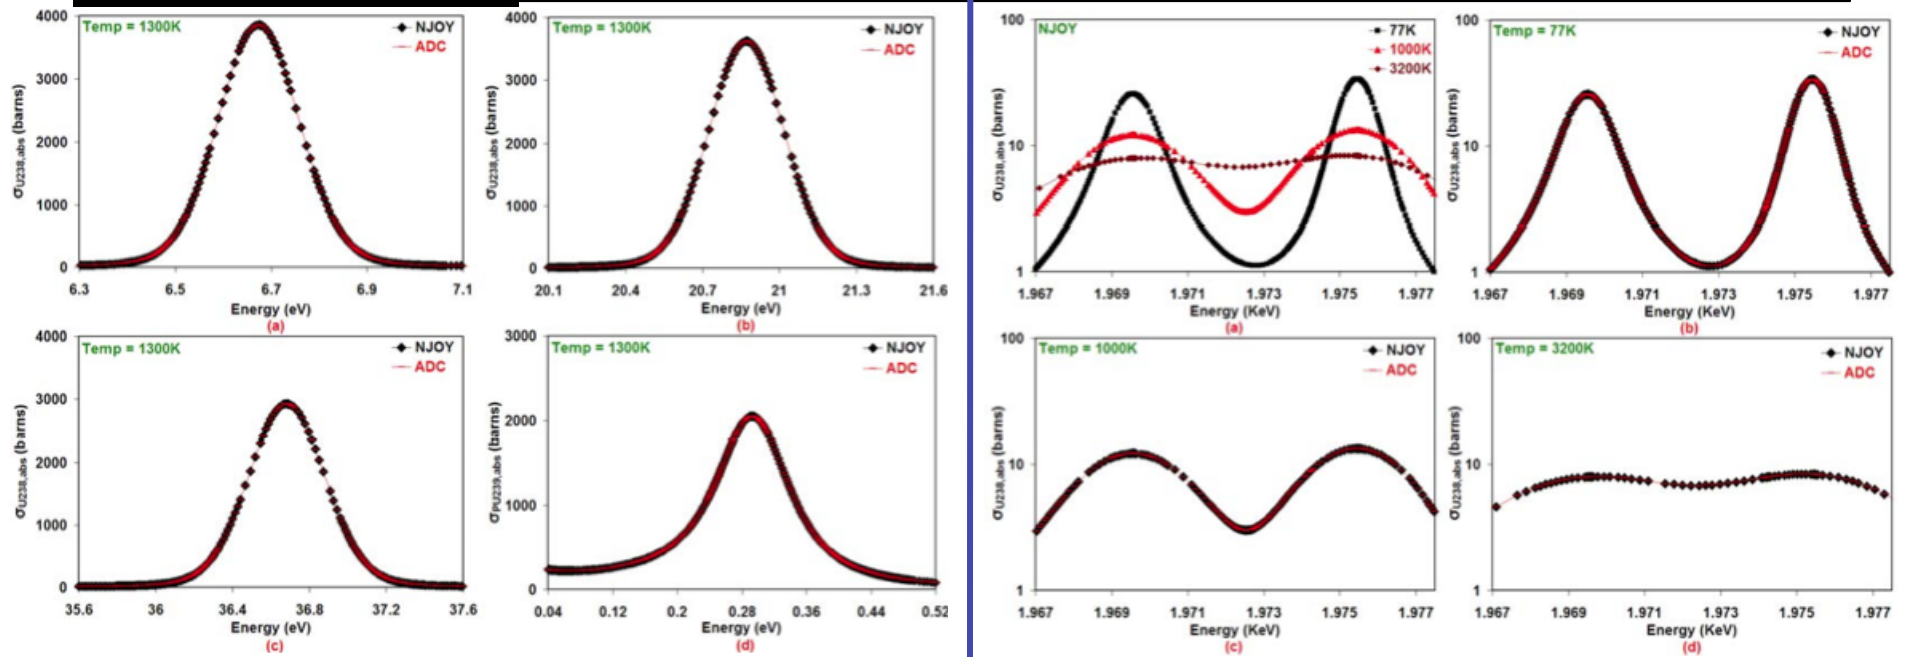 Temp = 1300K
NJOY
ADC
4000
3000
2000
1000
0
σU238,abs (barns)
6.3 6.5 6.7 6.9 7.1
Energy (eV)
(a)
Temp = 1300K
NJOY
ADC
4000
3000
2000
1000
0
σU238,abs (barns)
20.1 20.4 20.7 21 21.3 21.6
Energy (eV)
(b)
Temp = 1300K
NJOY
ADC
4000
3000
2000
1000
0
σU238,abs (barns)
35.6 36 36.4 36.8 37.2 37.6
Energy (eV)
(c)
Temp = 1300K
NJOY
ADC
3000
2000
1000
0
σPU239,abs (barns)
0.04 0.12 0.2 0.28 0.36 0.44 0.52
Energy (eV)
(d)
NJOY
77K
1000K
3200K
100
10
1
σU238,abs (barns)
1.967 1.969 1.971 1.973 1.975 1.977
Energy (KeV)
(a)
Temp = 77K
NJOY
ADC
100
10
1
σU238,abs (barns)
1.967 1.969 1.971 1.973 1.975 1.977
Energy (KeV)
(b)
Temp = 1000K
NJOY
ADC
100
10
1
σU238,abs (barns)
1.967 1.969 1.971 1.973 1.975 1.977
Energy (KeV)
(c)
Temp = 3200K
NJOY
ADC
100
10
1
σU238,abs (barns)
1.967 1.969 1.971 1.973 1.975 1.977
Energy (KeV)
(d)